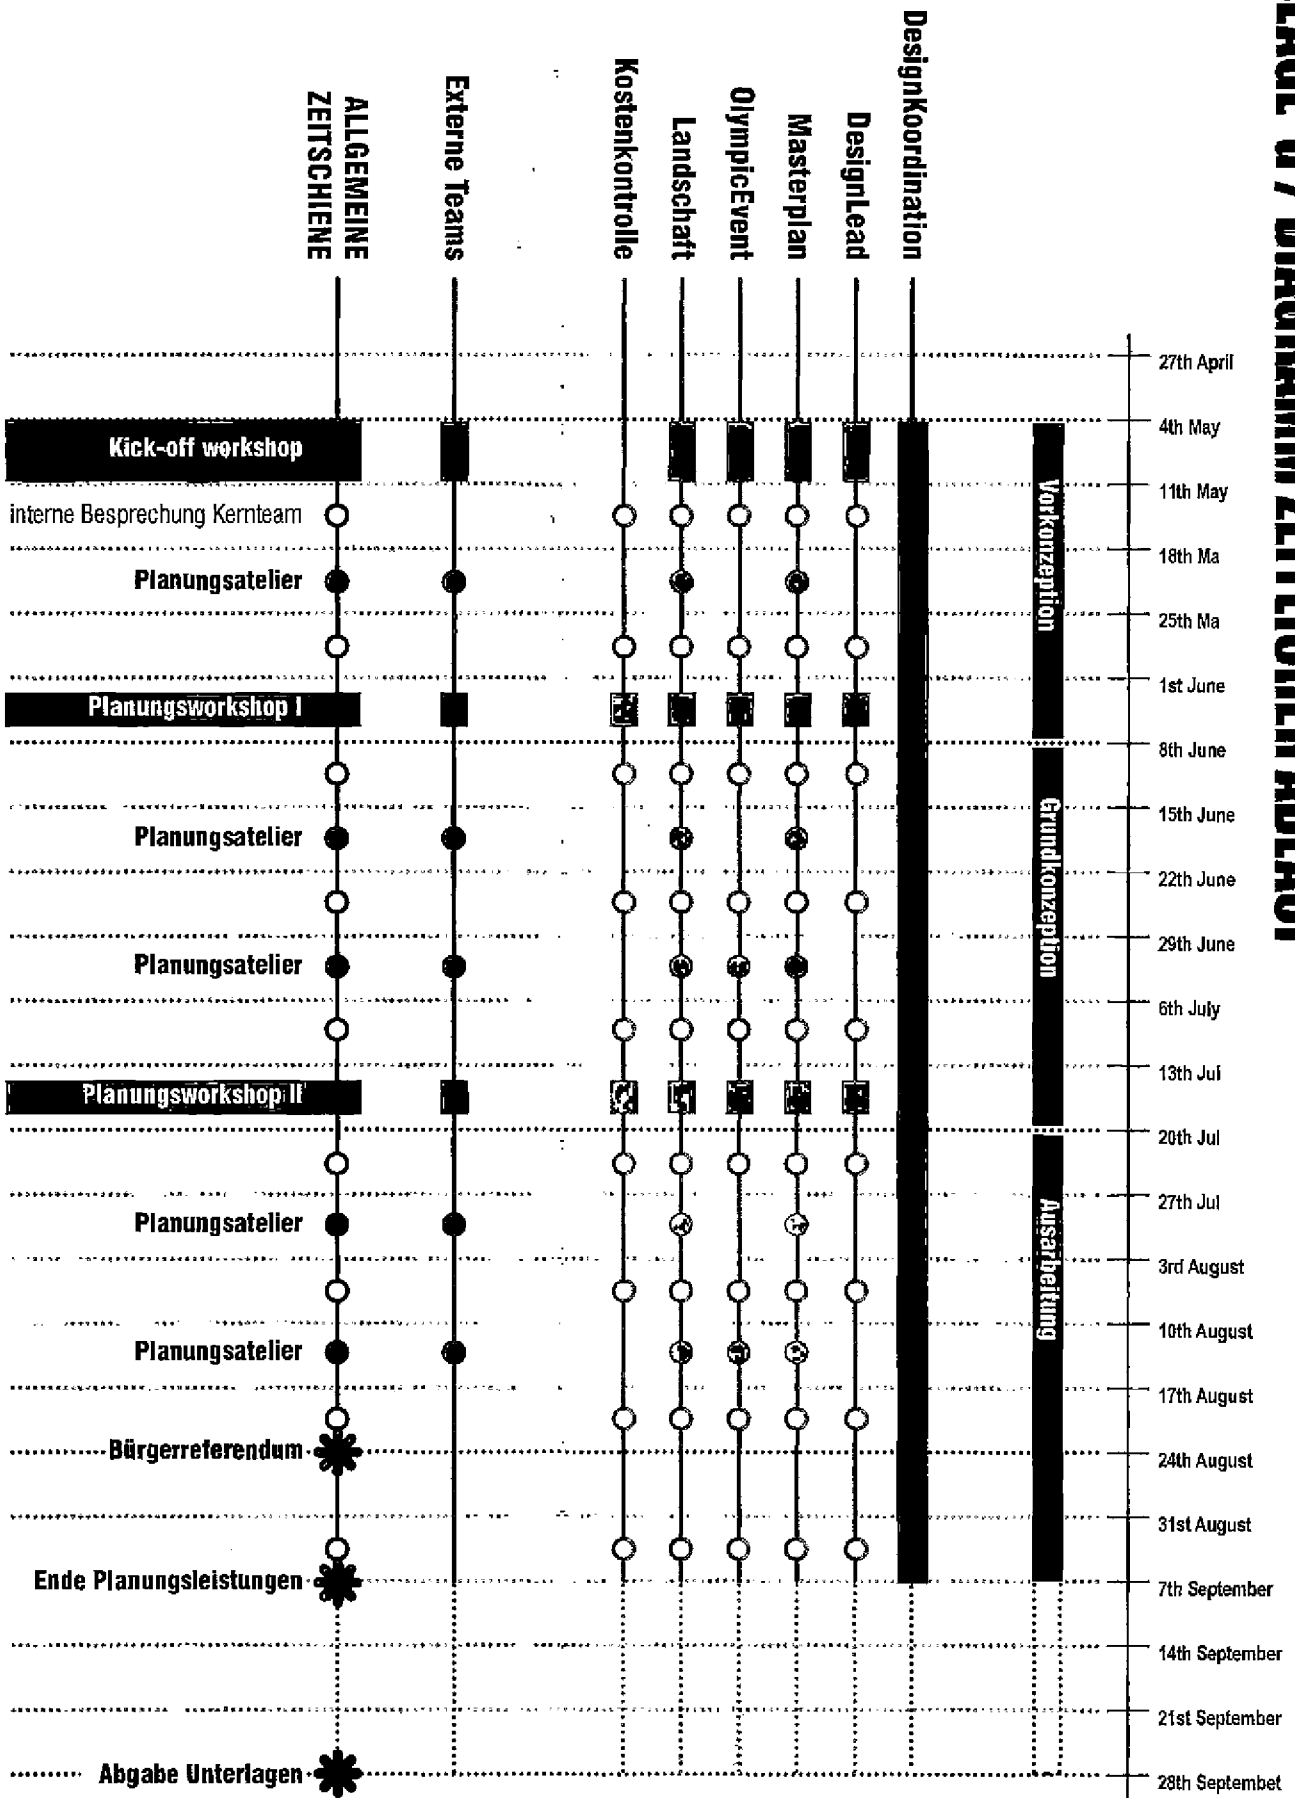 DIAGRAMM ZEITLICHER ABLAUF
DesignKoordination
DesignLead
Masterplan
OlympicEvent
Landschaft
Kostenkontrolle
Externe Teams
ALLGEMEINE
ZEITSCHIENE
27th April
4th May
Kick-off workshop
11th May
interne Besprechung Kernteam
18th Ma
Planungsatelier
25th Ma
1st June
Planungsworkshop I
8th June
15th June
Planungsatelier
22th June
29th June
Planungsatelier
6th July
13th Jul
Planungsworkshop II
20th Jul
27th Jul
Planungsatelier
3rd August
10th August
Planungsatelier
17th August
Bürgerreferendum
24th August
31st August
Ende Planungsleistungen
7th September
14th September
21st September
Abgabe Unterlagen
28th Septembet
Vorkonzeption
Grundkonzeption
Ausarbeitung